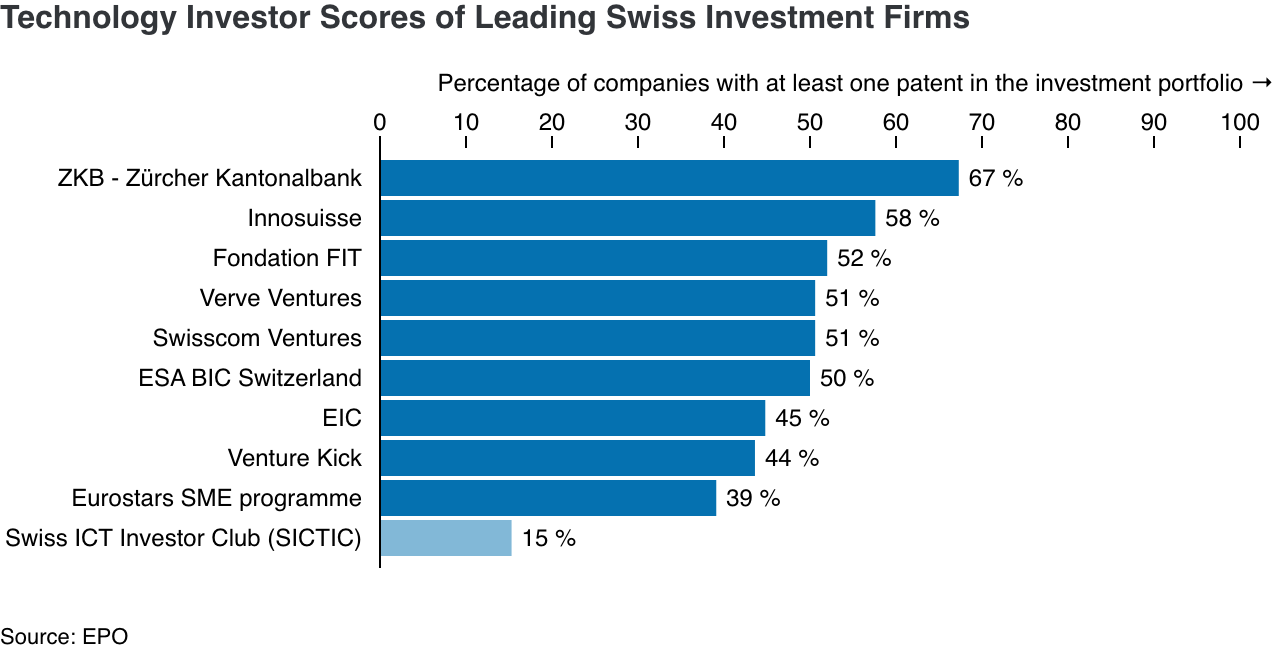 Technology Investor Scores of Leading Swiss Investment Firms
Percentage of companies with at least one patent in the investment portfolio →
0 10 20 30 40 50 60 70 80 90 100
ZKB - Zürcher Kantonalbank 67 %
Innosuisse 58 %
Fondation FIT 52 %
Verve Ventures 51 %
Swisscom Ventures 51 %
ESA BIC Switzerland 50 %
EIC 45 %
Venture Kick 44 %
Eurostars SME programme 39 %
Swiss ICT Investor Club (SICTIC) 15 %
Source: EPO